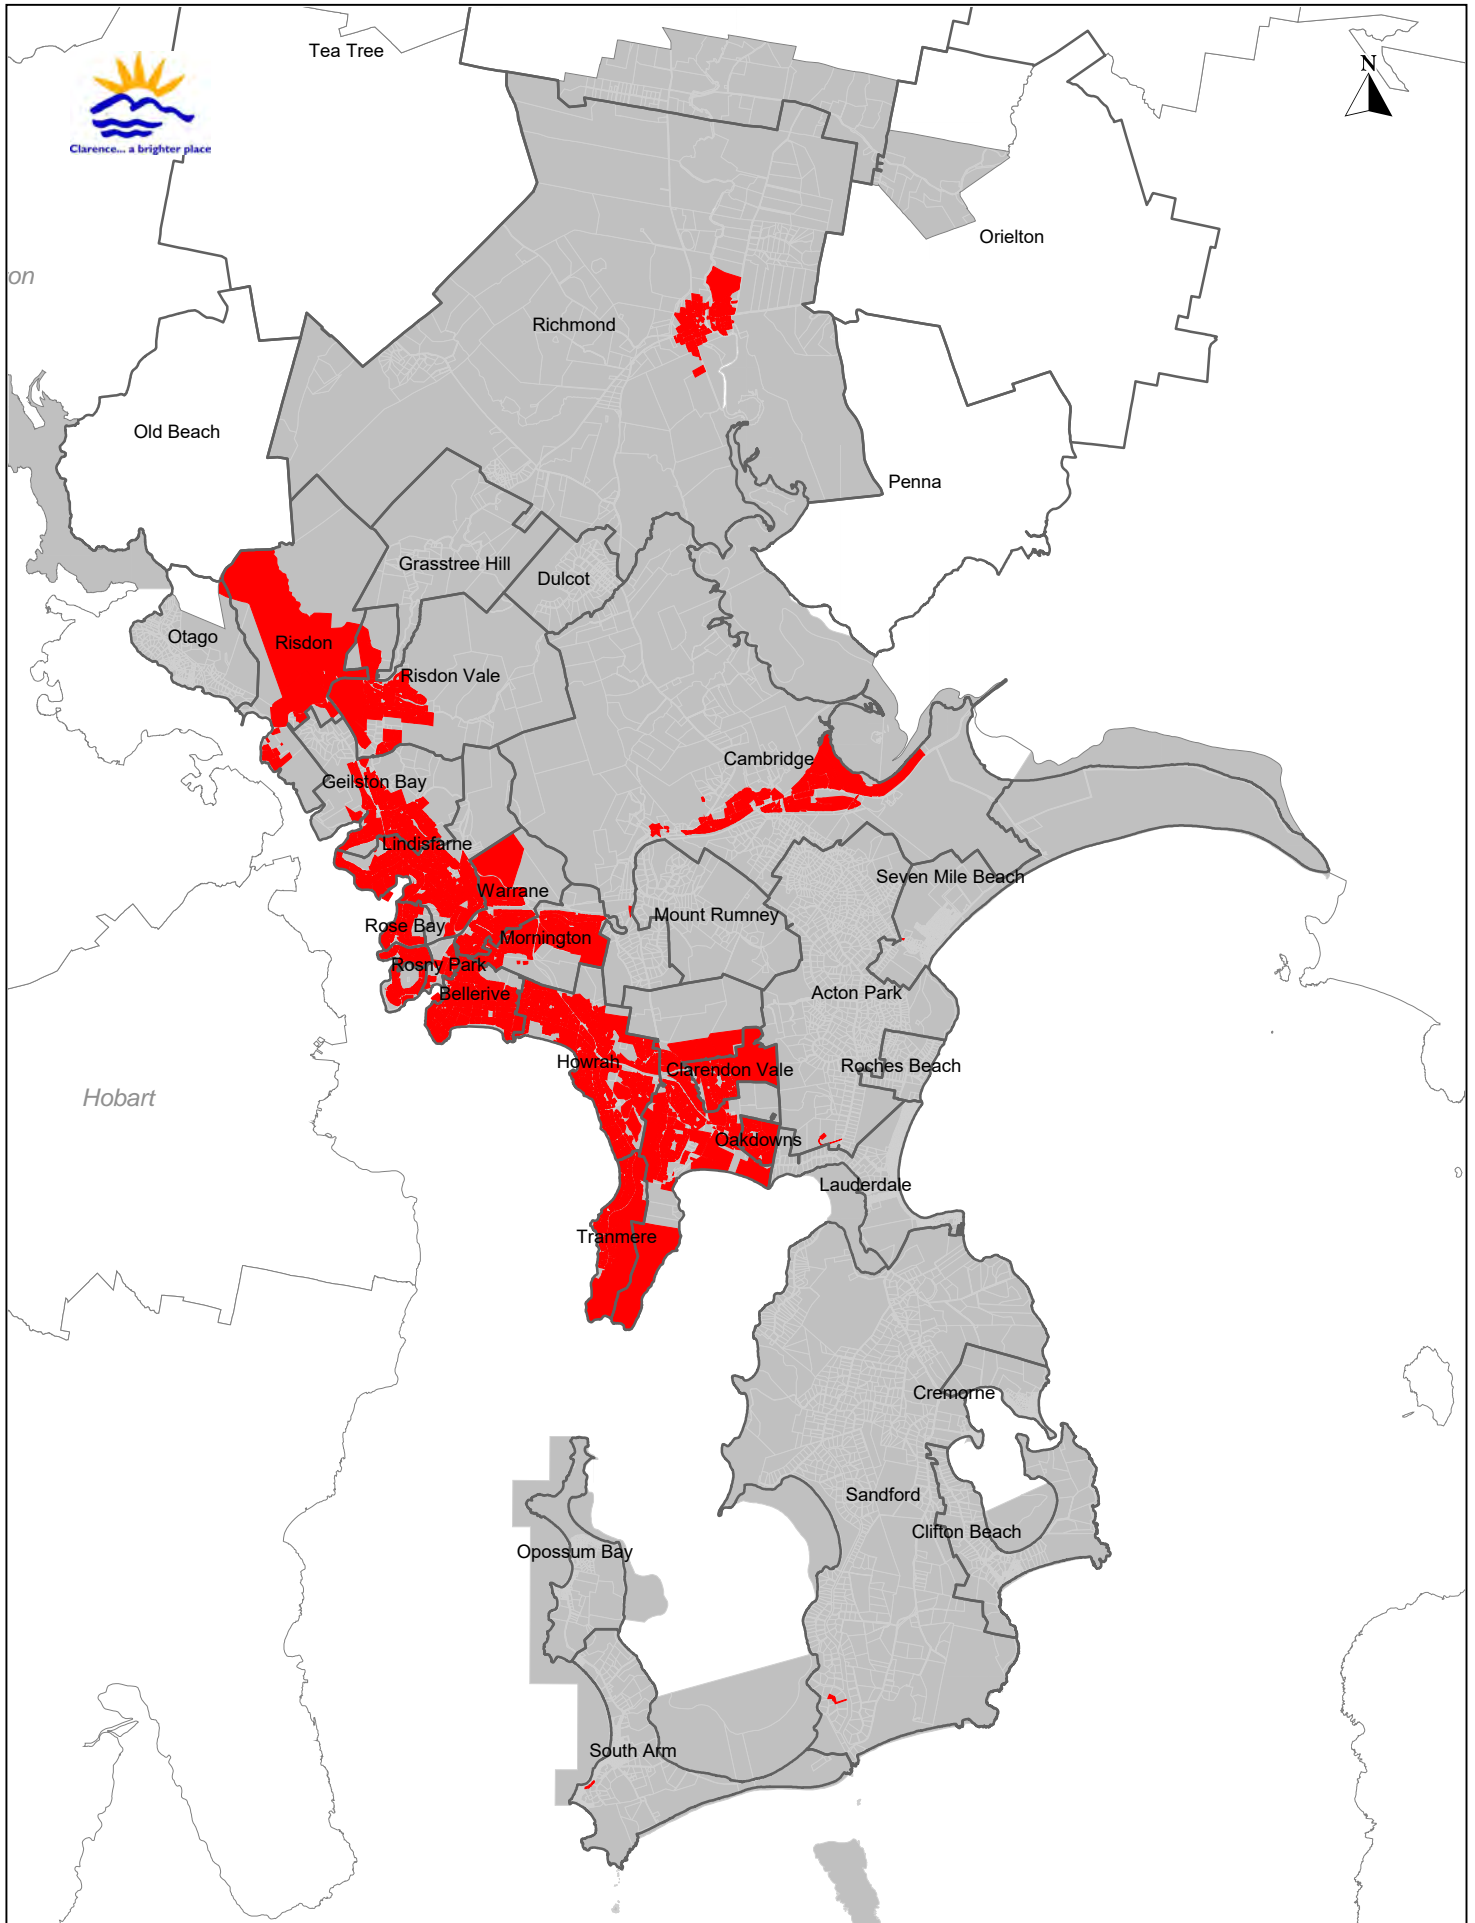 Tea Tree
N
Clarence... a brighter place
Orielton
on
Richmond
Old Beach
Penna
Grasstree Hill
Dulcot
Otago
Risdon
Risdon Vale
Cambridge
Geilston Bay
Lindisfarne
Seven Mile Beach
Warrane
Mount Rumney
Rose Bay
Mornington
Rosny Park
Bellerive
Acton Park
Howrah
Clarendon Vale
Roches Beach
Hobart
Oakdowns
Lauderdale
Tranmere
Cremorne
Sandford
Clifton Beach
Opossum Bay
South Arm